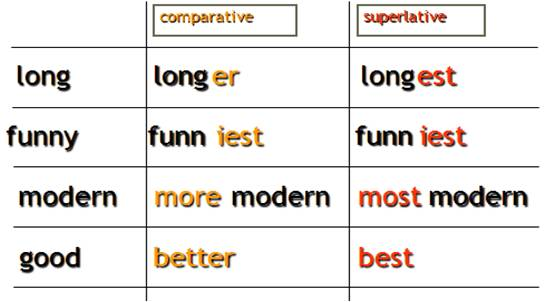 comparative superlative
long longer longest
funny funn iest funn iest
modern more modern most modern
good better best